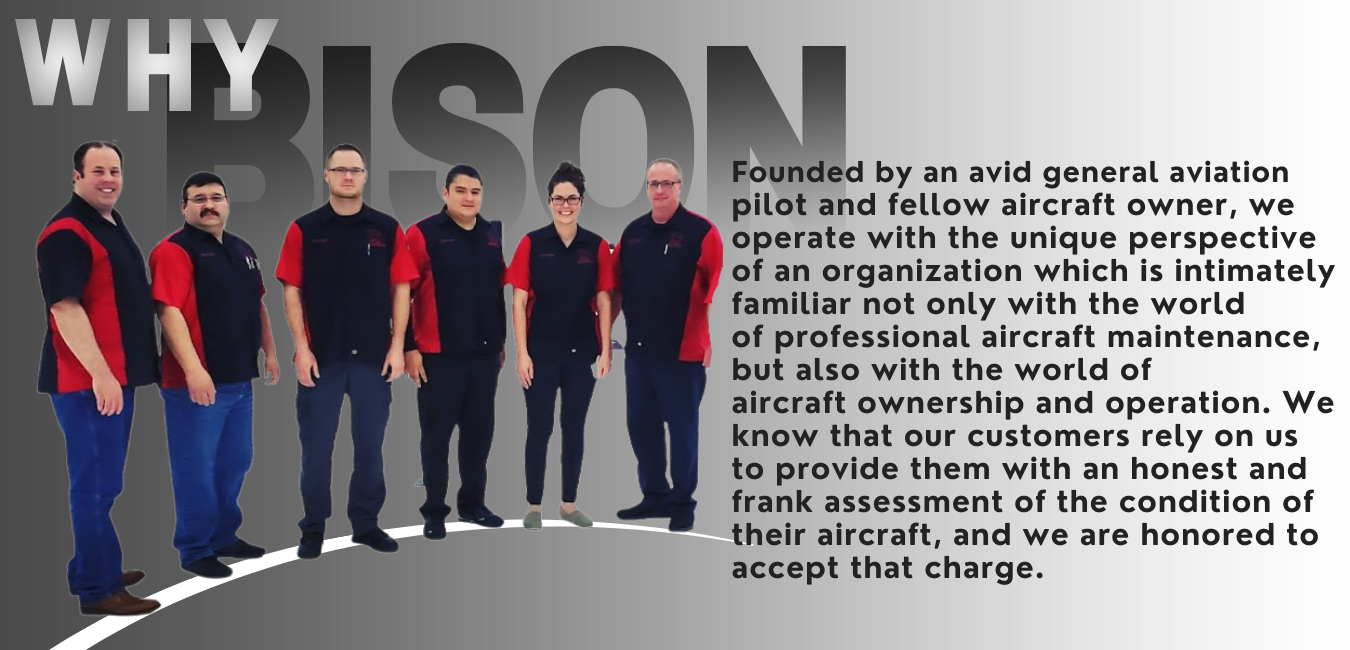 WHY
BISON
Founded by an avid general aviation
pilot and fellow aircraft owner, we
operate with the unique perspective
of an organization which is intimately
familiar not only with the world
of professional aircraft maintenance,
but also with the world of
aircraft ownership and operation. We
know that our customers rely on us
to provide them with an honest and
frank assessment of the condition of
their aircraft, and we are honored to
accept that charge.